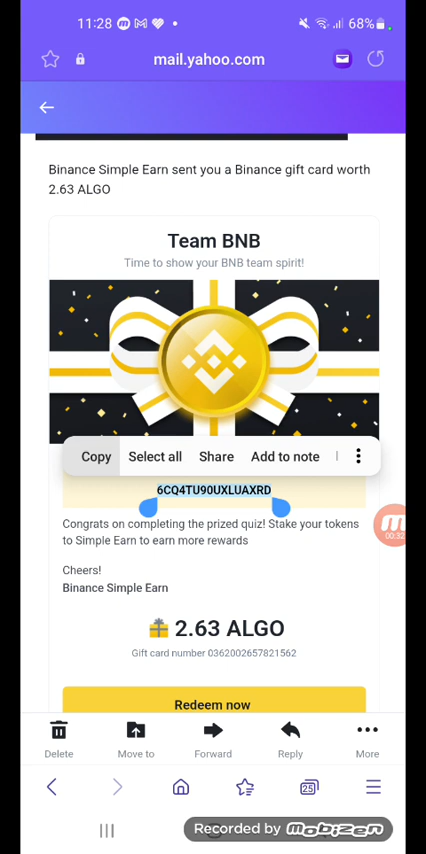 11:28
68%
mail.yahoo.com
Binance Simple Earn sent you a Binance gift card worth
2.63 ALGO
Team BNB
Time to show your BNB team spirit!
Copy Select all Share Add to note
6CQ4TU90UXLUAXRD
Congrats on completing the prized quiz! Stake your tokens
to Simple Earn to earn more rewards
Cheers!
Binance Simple Earn
2.63 ALGO
Gift card number 0362002657821562
Redeem now
00:32
Delete Move to Forward Reply More
25
Recorded by mobizen